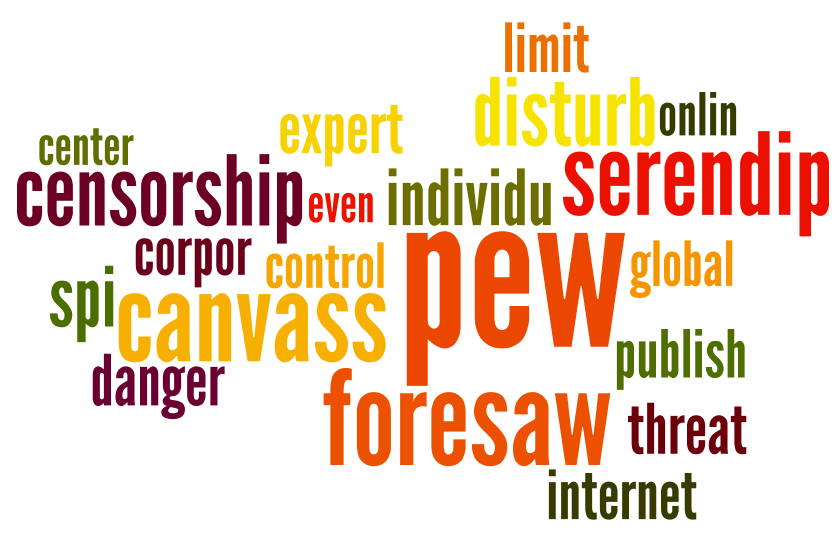 limit
disturb
onlin
expert
center
serendip
censorship
even
individu
corpor
control
pew
global
spi
canvass
publish
danger
foresaw
threat
internet